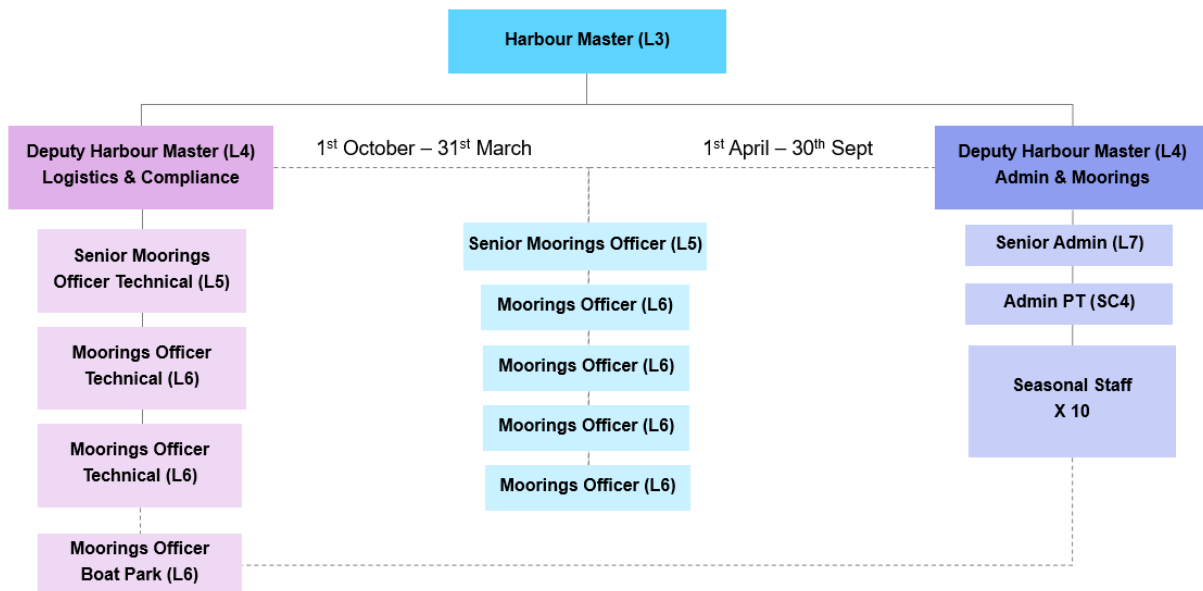 Harbour Master (L3)
Deputy Harbour Master (L4)
Logistics & Compliance
1st October – 31st March
1st April – 30th Sept
Deputy Harbour Master (L4)
Admin & Moorings
Senior Moorings
Officer Technical (L5)
Moorings Officer
Technical (L6)
Moorings Officer
Technical (L6)
Moorings Officer
Boat Park (L6)
Senior Moorings Officer (L5)
Moorings Officer (L6)
Moorings Officer (L6)
Moorings Officer (L6)
Moorings Officer (L6)
Senior Admin (L7)
Admin PT (SC4)
Seasonal Staff
X 10